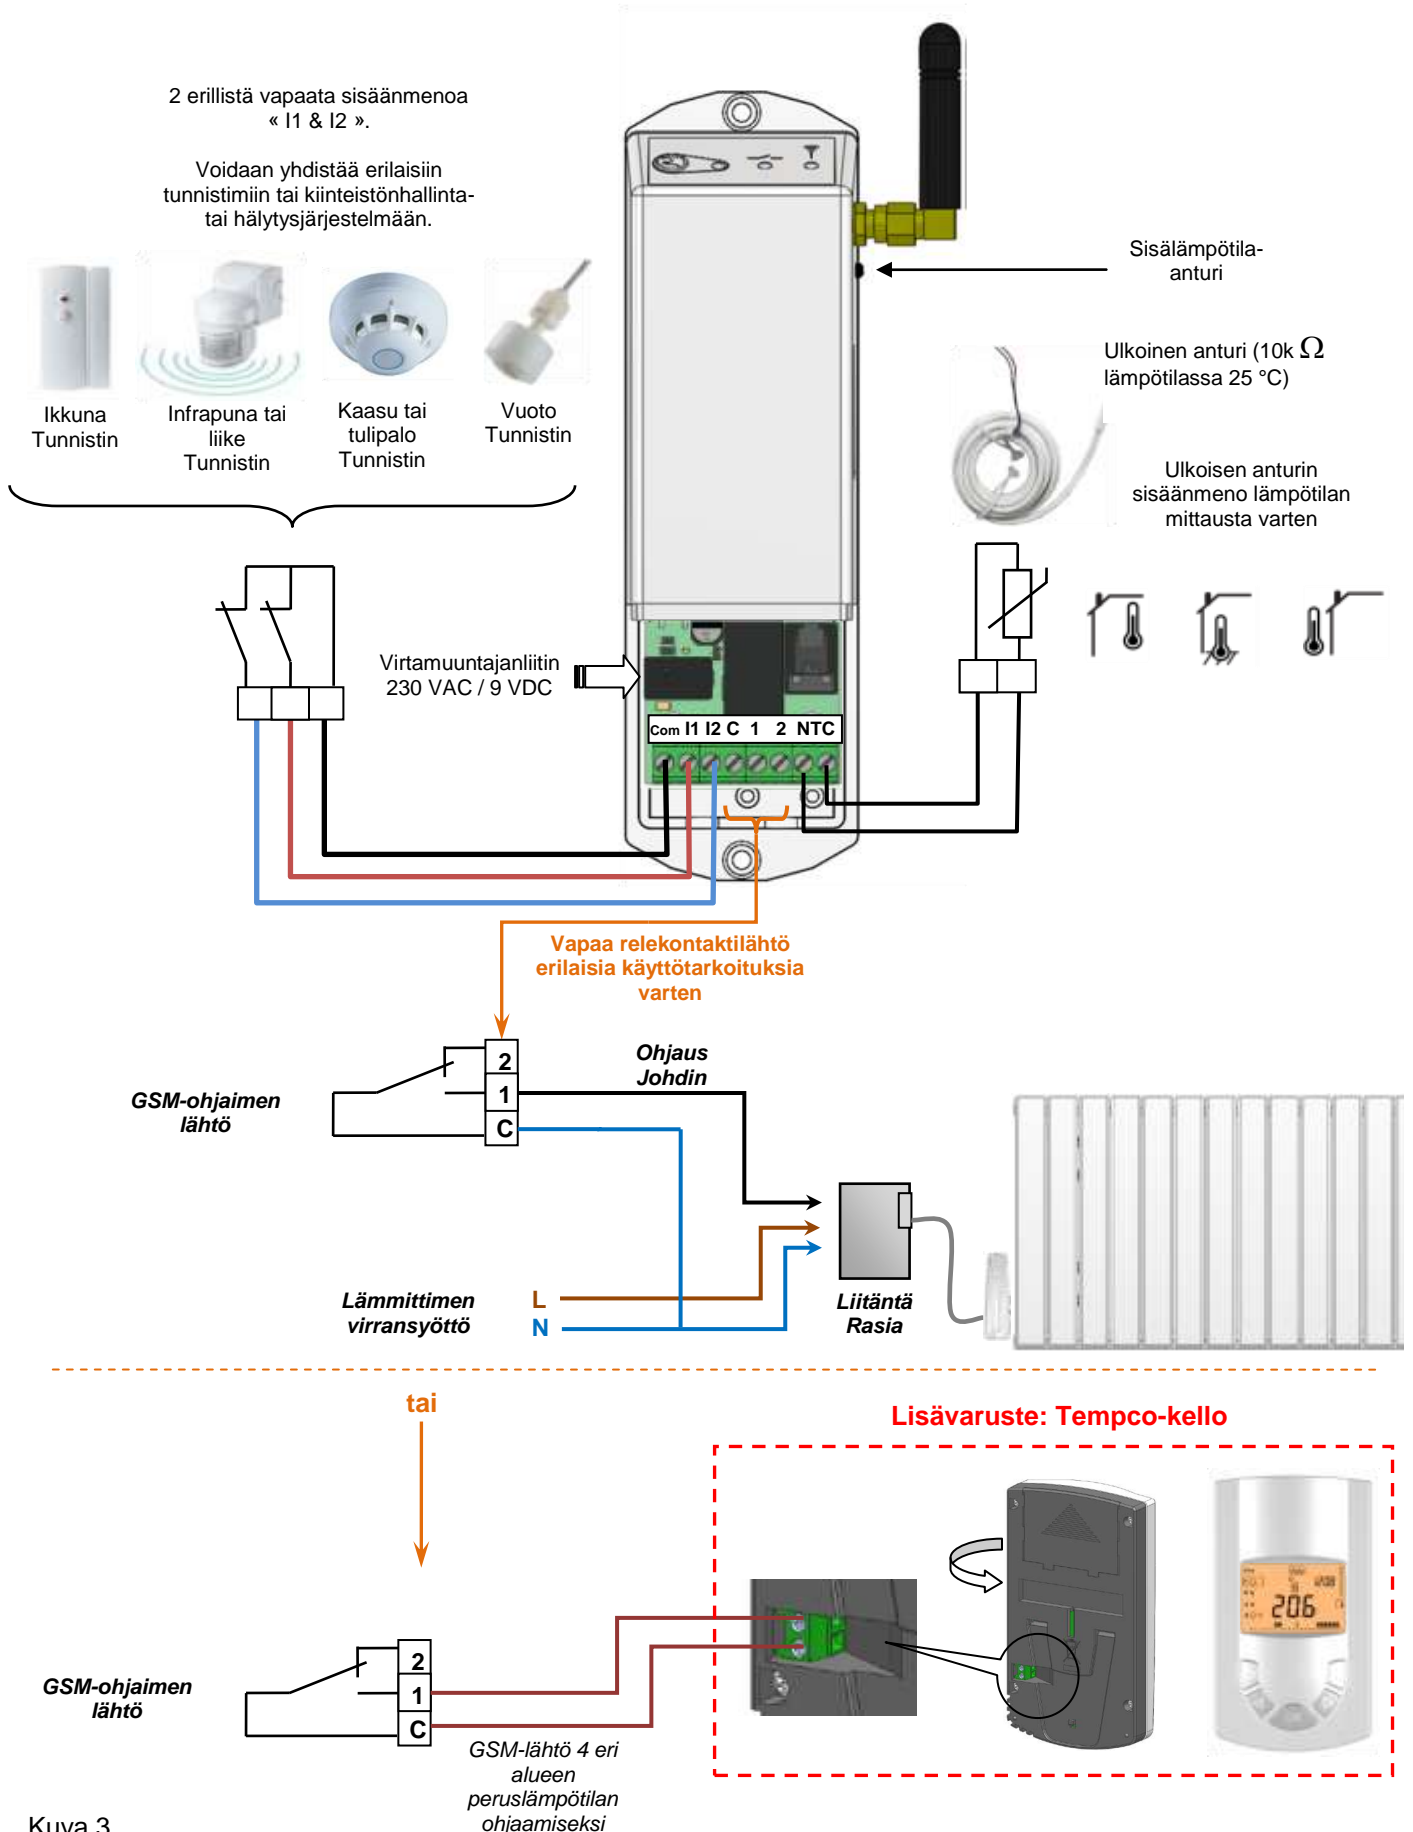 2 erillistä vapaata sisäänmenoa
« I1 & I2 ».
Voidaan yhdistää erilaisiin
tunnistimiin tai kiinteistönhallinta-
tai hälytysjärjestelmään.
Ikkuna
Tunnistin
Infrapuna tai
liike
Tunnistin
Kaasu tai
tulipalo
Tunnistin
Vuoto
Tunnistin
Sisälämpötila-
anturi
Ulkoinen anturi (10k Ω
lämpötilassa 25 °C)
Ulkoisen anturin
sisäänmeno lämpötilan
mittausta varten
Virtamuuntajanliitin
230 VAC / 9 VDC
Com I1 I2 C 1 2 NTC
Vapaa relekontaktilähtö
erilaisia käyttötarkoituksia
varten
GSM-ohjaimen
lähtö
2
1
C
Ohjaus
Johdin
Lämmittimen
virransyöttö
L
N
Liitäntä
Rasia
tai
Lisävaruste: Tempco-kello
20.6
GSM-ohjaimen
lähtö
2
1
C
GSM-lähtö 4 eri
alueen
peruslämpötilan
ohjaamiseksi
Kuva 3